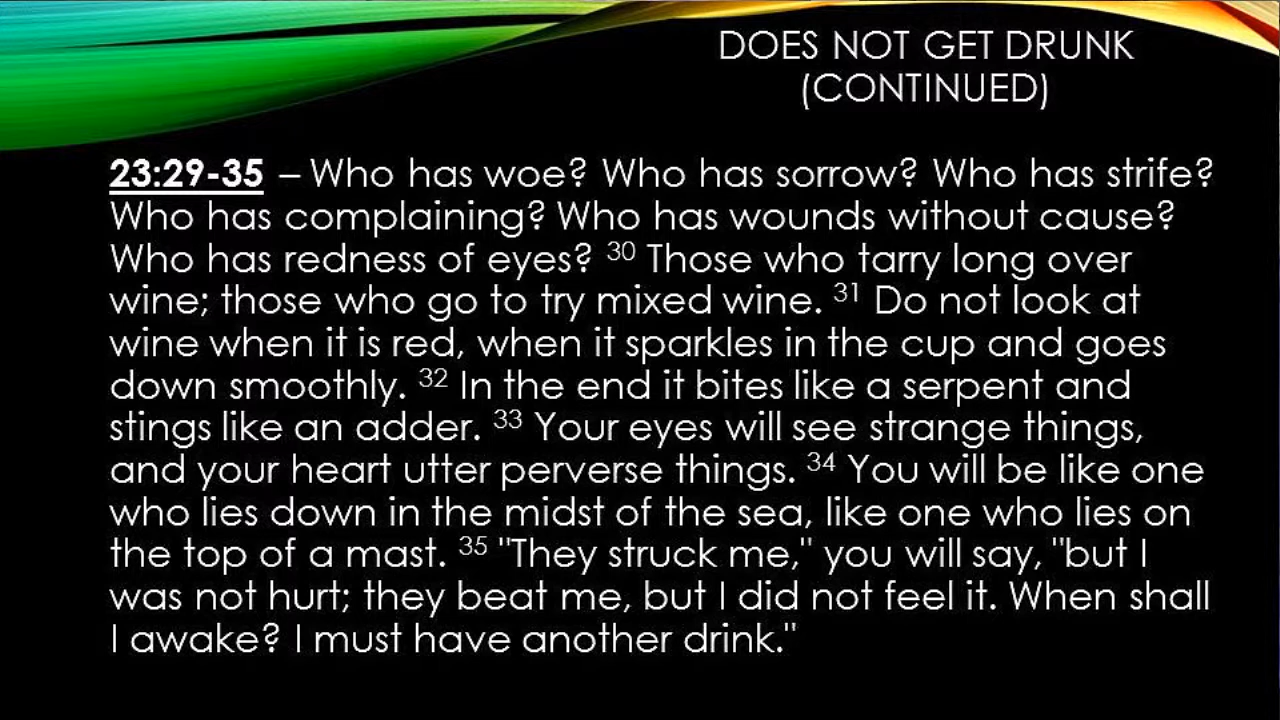 DOES NOT GET DRUNK
(CONTINUED)
23:29-35 – Who has woe? Who has sorrow? Who has strife?
Who has complaining? Who has wounds without cause?
Who has redness of eyes? 30 Those who tarry long over
wine; those who go to try mixed wine. 31 Do not look at
wine when it is red, when it sparkles in the cup and goes
down smoothly. 32 In the end it bites like a serpent and
stings like an adder. 33 Your eyes will see strange things,
and your heart utter perverse things. 34 You will be like one
who lies down in the midst of the sea, like one who lies on
the top of a mast. 35 "They struck me," you will say, "but I
was not hurt; they beat me, but I did not feel it. When shall
I awake? I must have another drink."